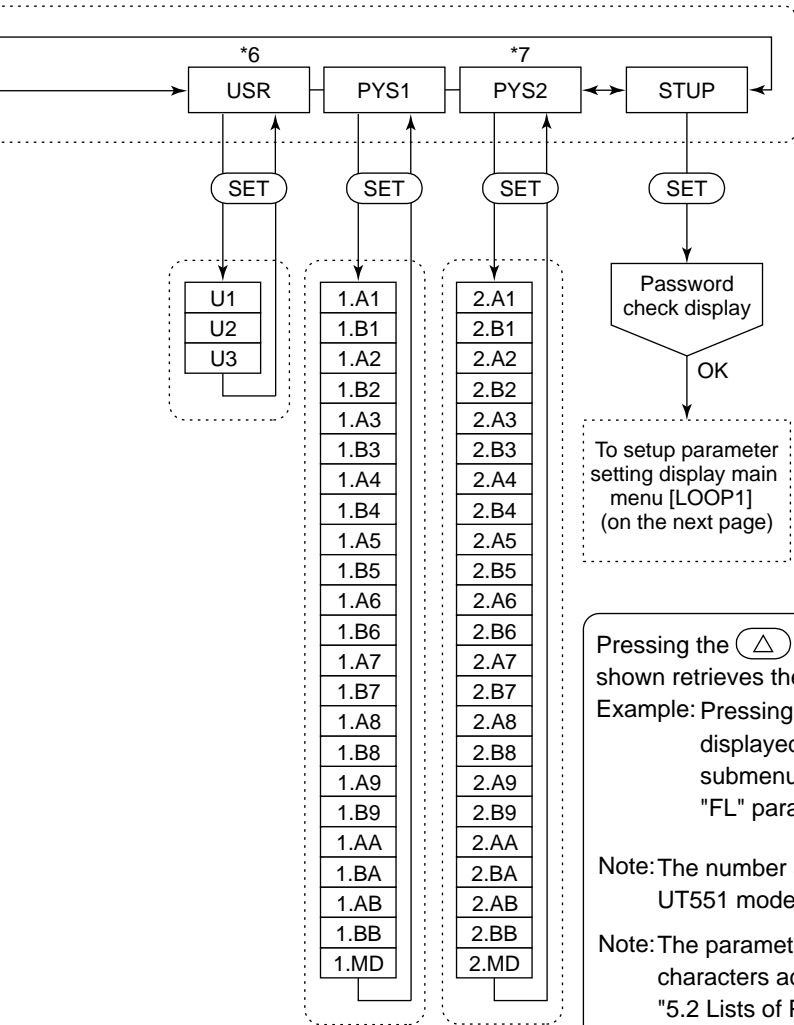 *6
*7
USR
PYS1
PYS2
STUP
SET
SET
SET
SET
U1
U2
U3
1.A1
1.B1
1.A2
1.B2
1.A3
1.B3
1.A4
1.B4
1.A5
1.B5
1.A6
1.B6
1.A7
1.B7
1.A8
1.B8
1.A9
1.B9
1.AA
1.BA
1.AB
1.BB
1.MD
2.A1
2.B1
2.A2
2.B2
2.A3
2.B3
2.A4
2.B4
2.A5
2.B5
2.A6
2.B6
2.A7
2.B7
2.A8
2.B8
2.A9
2.B9
2.AA
2.BA
2.AB
2.BB
2.MD
Password
check display
OK
To setup parameter
setting display main
menu [LOOP1]
(on the next page)
Pressing the △
shown retrieves the
Example: Pressing
displayed
submenu
"FL" para
Note: The number
UT551 mode
Note: The paramet
characters ac
"5.2 Lists of P